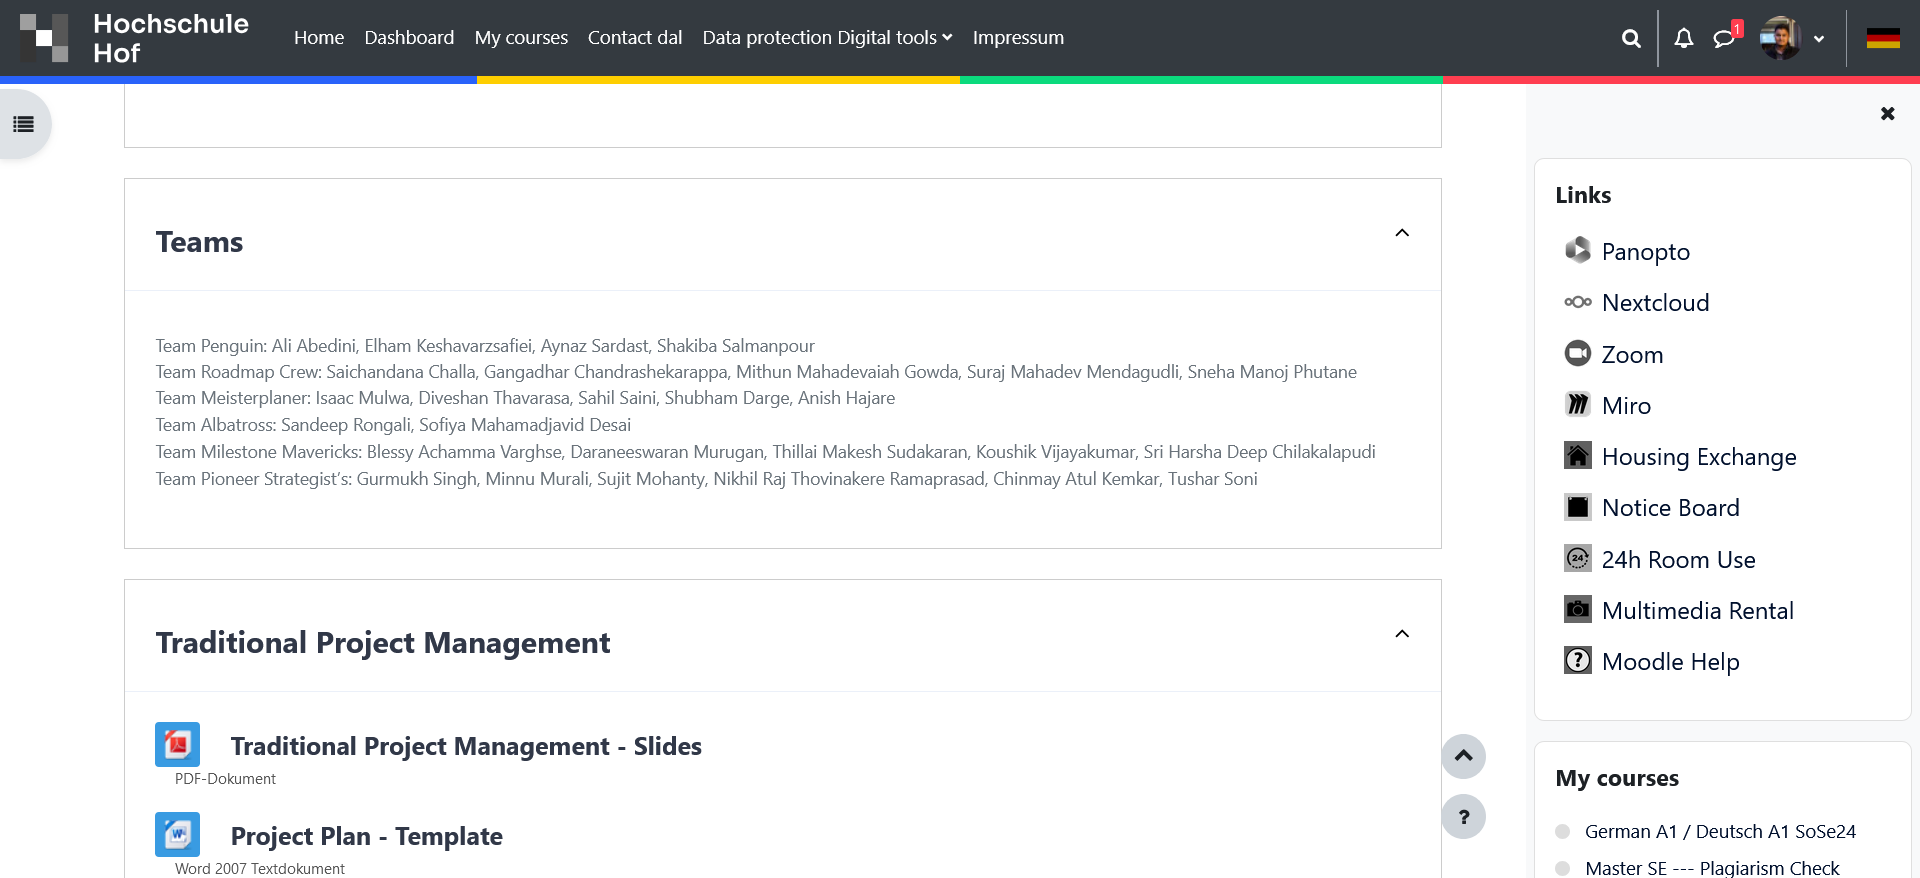 Hochschule
Hof
Home Dashboard My courses Contact dal Data protection Digital tools Impressum
1
Teams
Team Penguin: Ali Abedini, Elham Keshavarzsafiei, Aynaz Sardast, Shakiba Salmanpour
Team Roadmap Crew: Saichandana Challa, Gangadhar Chandrashekarappa, Mithun Mahadevaiah Gowda, Suraj Mahadev Mendagudli, Sneha Manoj Phutane
Team Meisterplaner: Isaac Mulwa, Diveshan Thavarasa, Sahil Saini, Shubham Darge, Anish Hajare
Team Albatross: Sandeep Rongali, Sofiya Mahamadjavid Desai
Team Milestone Mavericks: Blessy Achamma Varghse, Daraneeswaran Murugan, Thillai Makesh Sudakaran, Koushik Vijayakumar, Sri Harsha Deep Chilakalapudi
Team Pioneer Strategist’s: Gurmukh Singh, Minnu Murali, Sujit Mohanty, Nikhil Raj Thovinakere Ramaprasad, Chinmay Atul Kemkar, Tushar Soni
Traditional Project Management
Traditional Project Management - Slides
PDF-Dokument
Project Plan - Template
Word 2007 Textdokument
?
Links
Panopto
Nextcloud
Zoom
Miro
Housing Exchange
Notice Board
24 24h Room Use
Multimedia Rental
? Moodle Help
My courses
German A1 / Deutsch A1 SoSe24
Master SE --- Plagiarism Check